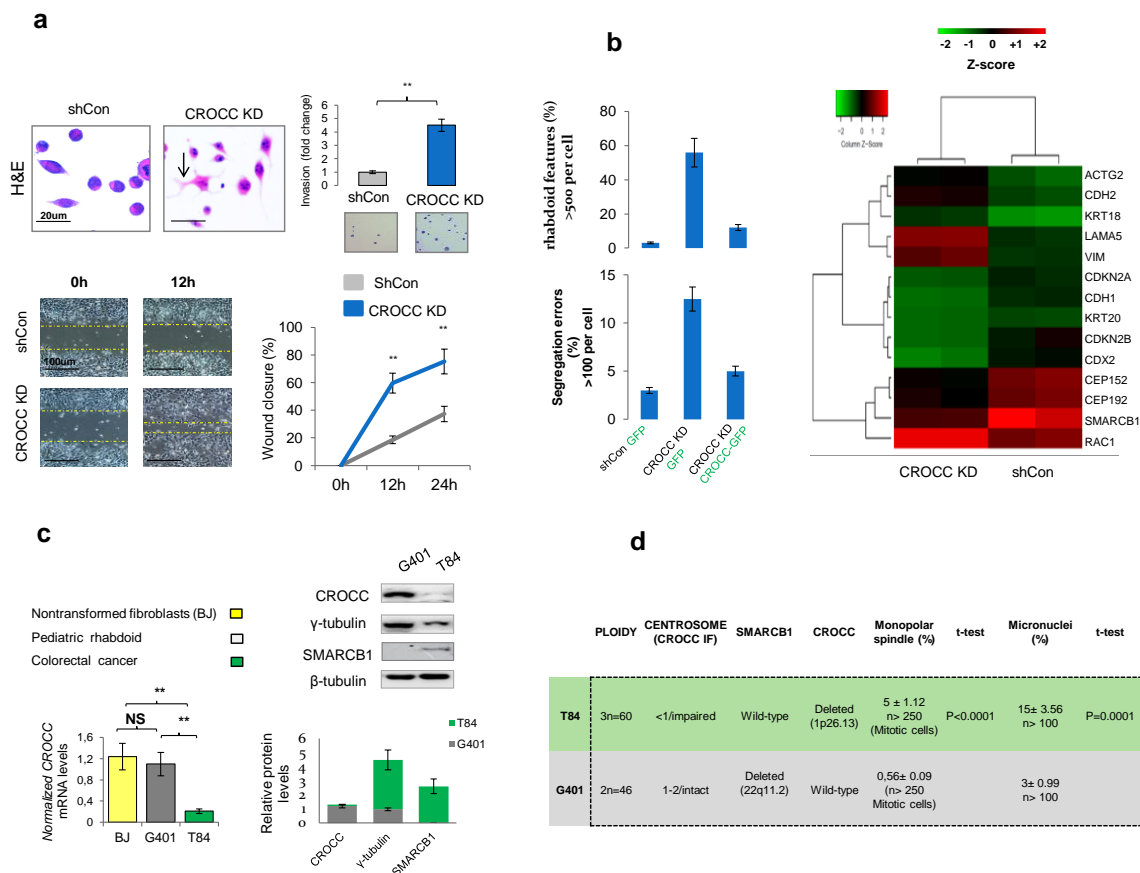 a
shCon
CROCC KD
H&E
20um
**
Invasion (fold change)
6
5
4
3
2
1
0
shCon
CROCC KD
0h
12h
shCon
100um
CROCC KD
ShCon
CROCC KD
Wound closure (%)
100
80
60
40
20
0
**
**
0h
12h
24h
b
rhabdoid features (%)
>500 per cell
80
60
40
20
0
Segregation errors
(%)
>100 per cell
15
10
5
0
shCon GFP
CROCC KD
GFP
CROCC KD
CROCC-GFP
-2 -1 0 +1 +2
Z-score
-2 0 1 2
Column Z-Score
ACTG2
CDH2
KRT18
LAMA5
VIM
CDKN2A
CDH1
KRT20
CDKN2B
CDX2
CEP152
CEP192
SMARCB1
RAC1
CROCC KD
shCon
c
Nontransformed fibroblasts (BJ)
Pediatric rhabdoid
Colorectal cancer
G401
T84
CROCC
γ-tubulin
SMARCB1
β-tubulin
**
NS
**
Normalized CROCC
mRNA levels
1,6
1,2
0,8
0,4
0
BJ
G401
T84
T84
G401
Relative protein
levels
6
5
4
3
2
1
0
CROCC
γ-tubulin
SMARCB1
d
PLOIDY
CENTROSOME
(CROCC IF)
SMARCB1
CROCC
Monopolar
spindle (%)
t-test
Micronuclei
(%)
t-test
T84
3n=60
<1/impaired
Wild-type
Deleted
(1p26.13)
5 ± 1.12
n> 250
(Mitotic cells)
P<0.0001
15± 3.56
n> 100
P=0.0001
G401
2n=46
1-2/intact
Deleted
(22q11.2)
Wild-type
0,56± 0.09
(n> 250
Mitotic cells)
3± 0.99
n> 100